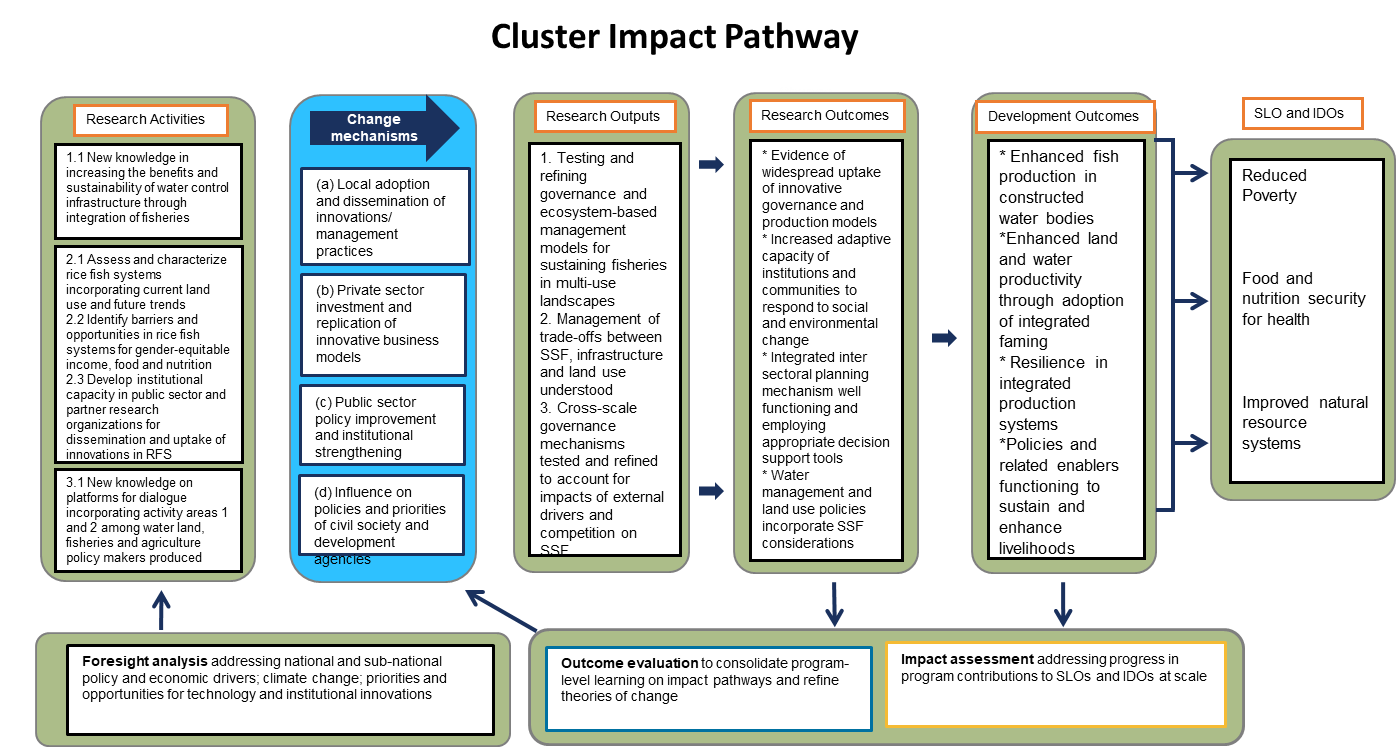 Cluster Impact Pathway
Research Activities
1.1 New knowledge in
increasing the benefits and
sustainability of water control
infrastructure through
integration of fisheries
2.1 Assess and characterize
rice fish systems
incorporating current land
use and future trends
2.2 Identify barriers and
opportunities in rice fish
systems for gender-equitable
income, food and nutrition
2.3 Develop institutional
capacity in public sector and
partner research
organizations for
dissemination and uptake of
innovations in RFS
3.1 New knowledge on
platforms for dialogue
incorporating activity areas 1
and 2 among water land,
fisheries and agriculture
policy makers produced
Change
mechanisms
(a) Local adoption
and dissemination of
innovations/
management
practices
(b) Private sector
investment and
replication of
innovative business
models
(c) Public sector
policy improvement
and institutional
strengthening
(d) Influence on
policies and priorities
of civil society and
development
agencies
Research Outputs
1. Testing and
refining
governance and
ecosystem-based
management
models for
sustaining fisheries
in multi-use
landscapes
2. Management of
trade-offs between
SSF, infrastructure
and land use
understood
3. Cross-scale
governance
mechanisms
tested and refined
to account for
impacts of external
drivers and
competition on
SSF
Research Outcomes
* Evidence of
widespread uptake
of innovative
governance and
production models
* Increased adaptive
capacity of
institutions and
communities to
respond to social
and environmental
change
* Integrated inter
sectoral planning
mechanism well
functioning and
employing
appropriate decision
support tools
* Water
management and
land use policies
incorporate SSF
considerations
Development Outcomes
* Enhanced fish
production in
constructed
water bodies
*Enhanced land
and water
productivity
through adoption
of integrated
faming
* Resilience in
integrated
production
systems
*Policies and
related enablers
functioning to
sustain and
enhance
livelihoods
SLO and IDOs
Reduced
Poverty
Food and
nutrition security
for health
Improved natural
resource
systems
Foresight analysis addressing national and sub-national
policy and economic drivers; climate change; priorities and
opportunities for technology and institutional innovations
Outcome evaluation to consolidate program-
level learning on impact pathways and refine
theories of change
Impact assessment addressing progress in
program contributions to SLOs and IDOs at scale